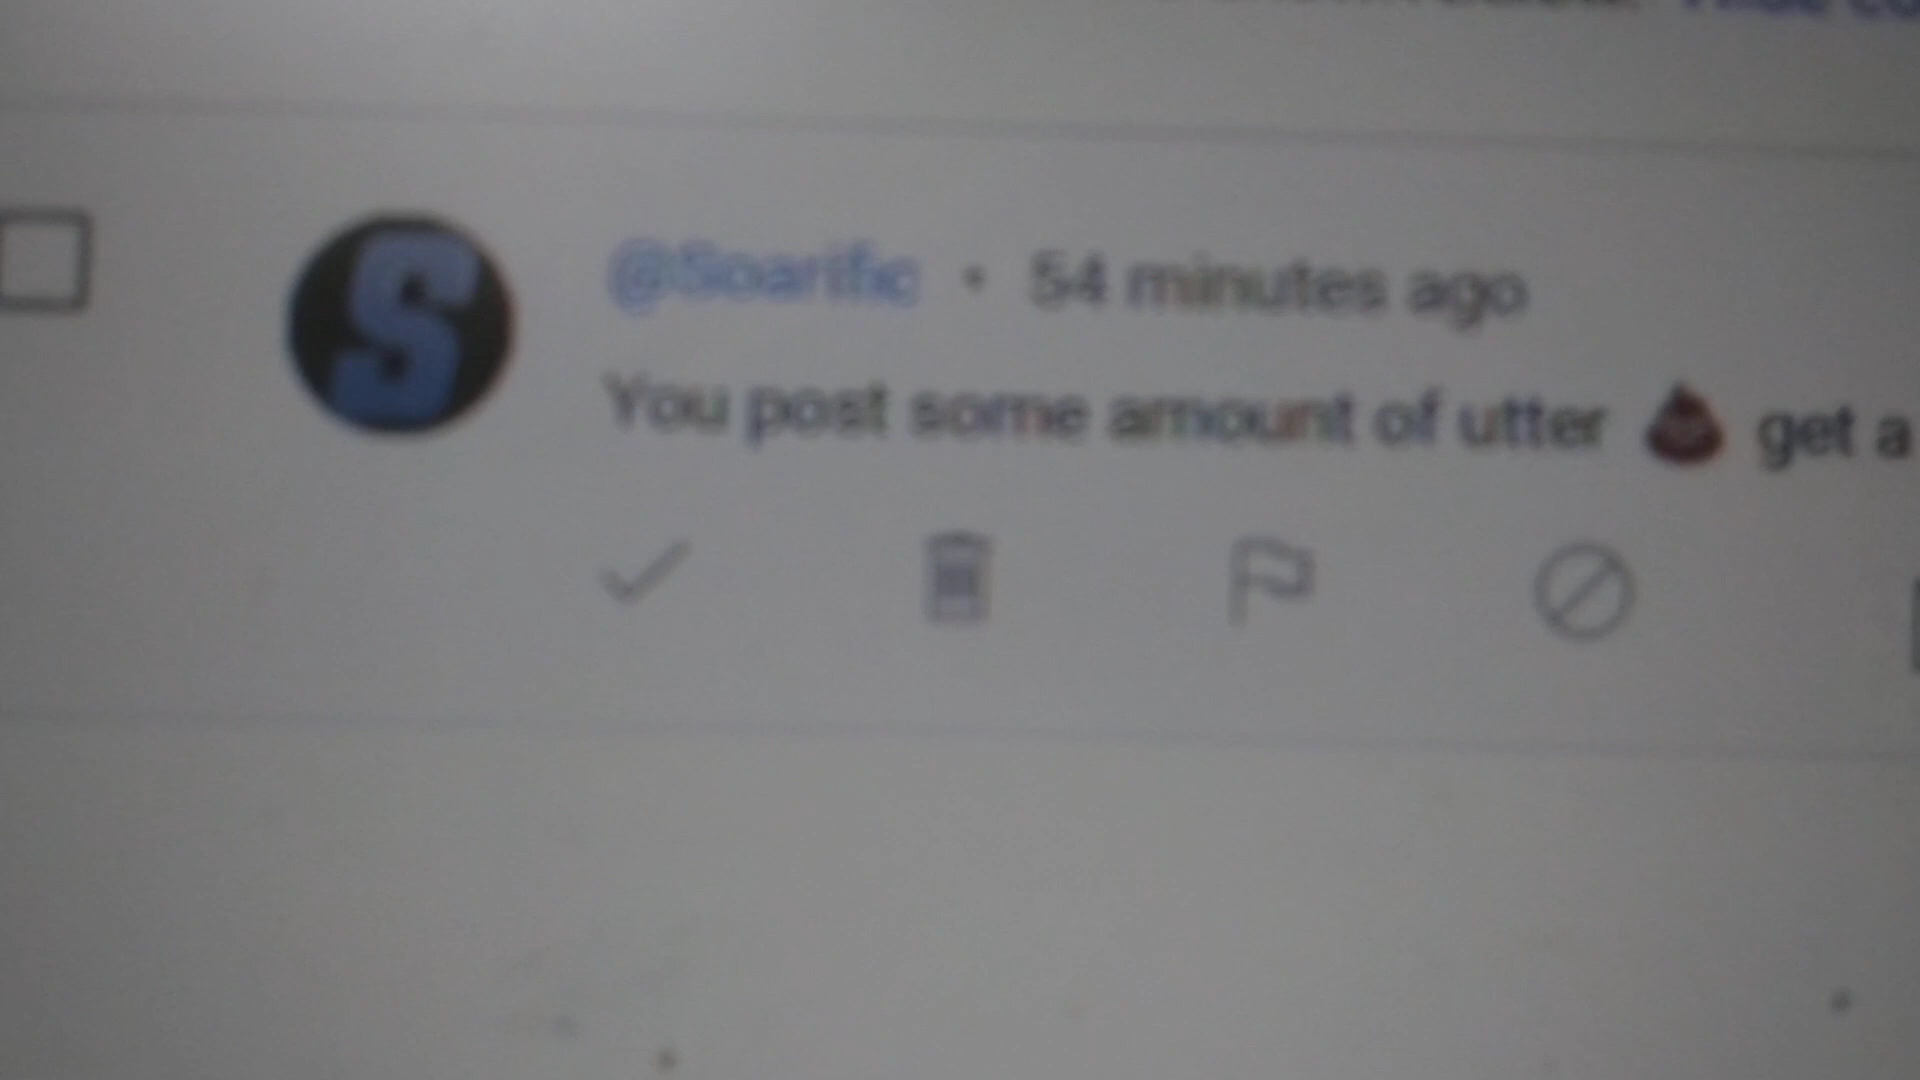 S
@Soarific • 54 minutes ago
You post some amount of utter 💩 get a